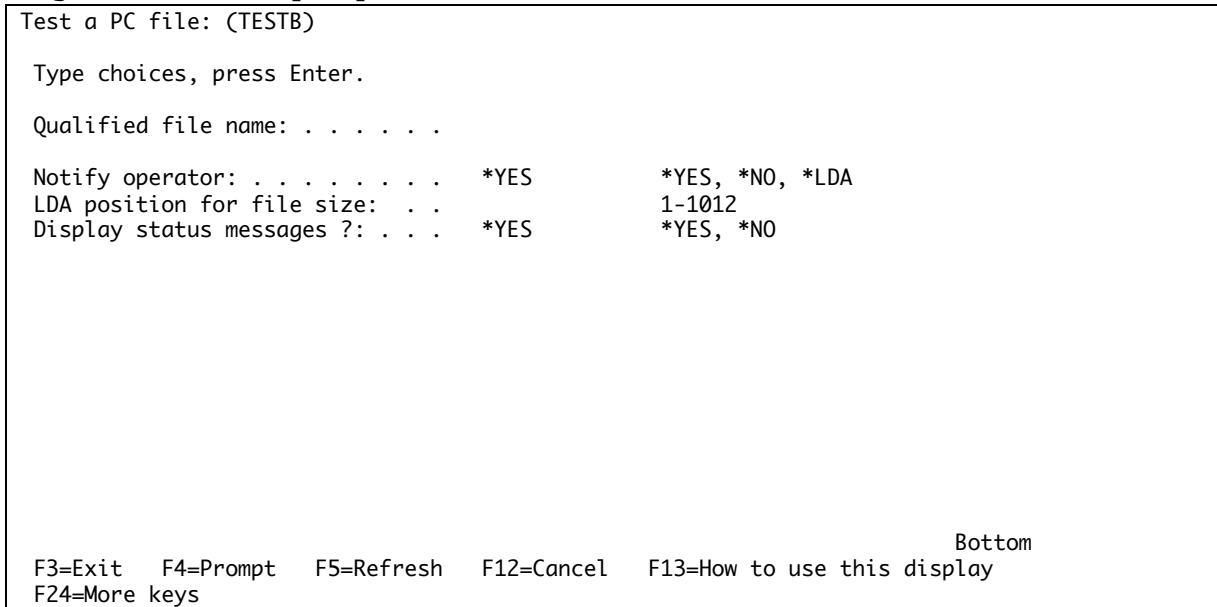 Test a PC file: (TESTB)
Type choices, press Enter.
Qualified file name: . . . . . .
Notify operator: . . . . . . . . *YES *YES, *NO, *LDA
LDA position for file size: . . 1-1012
Display status messages ?: . . . *YES *YES, *NO
Bottom
F3=Exit F4=Prompt F5=Refresh F12=Cancel F13=How to use this display
F24=More keys